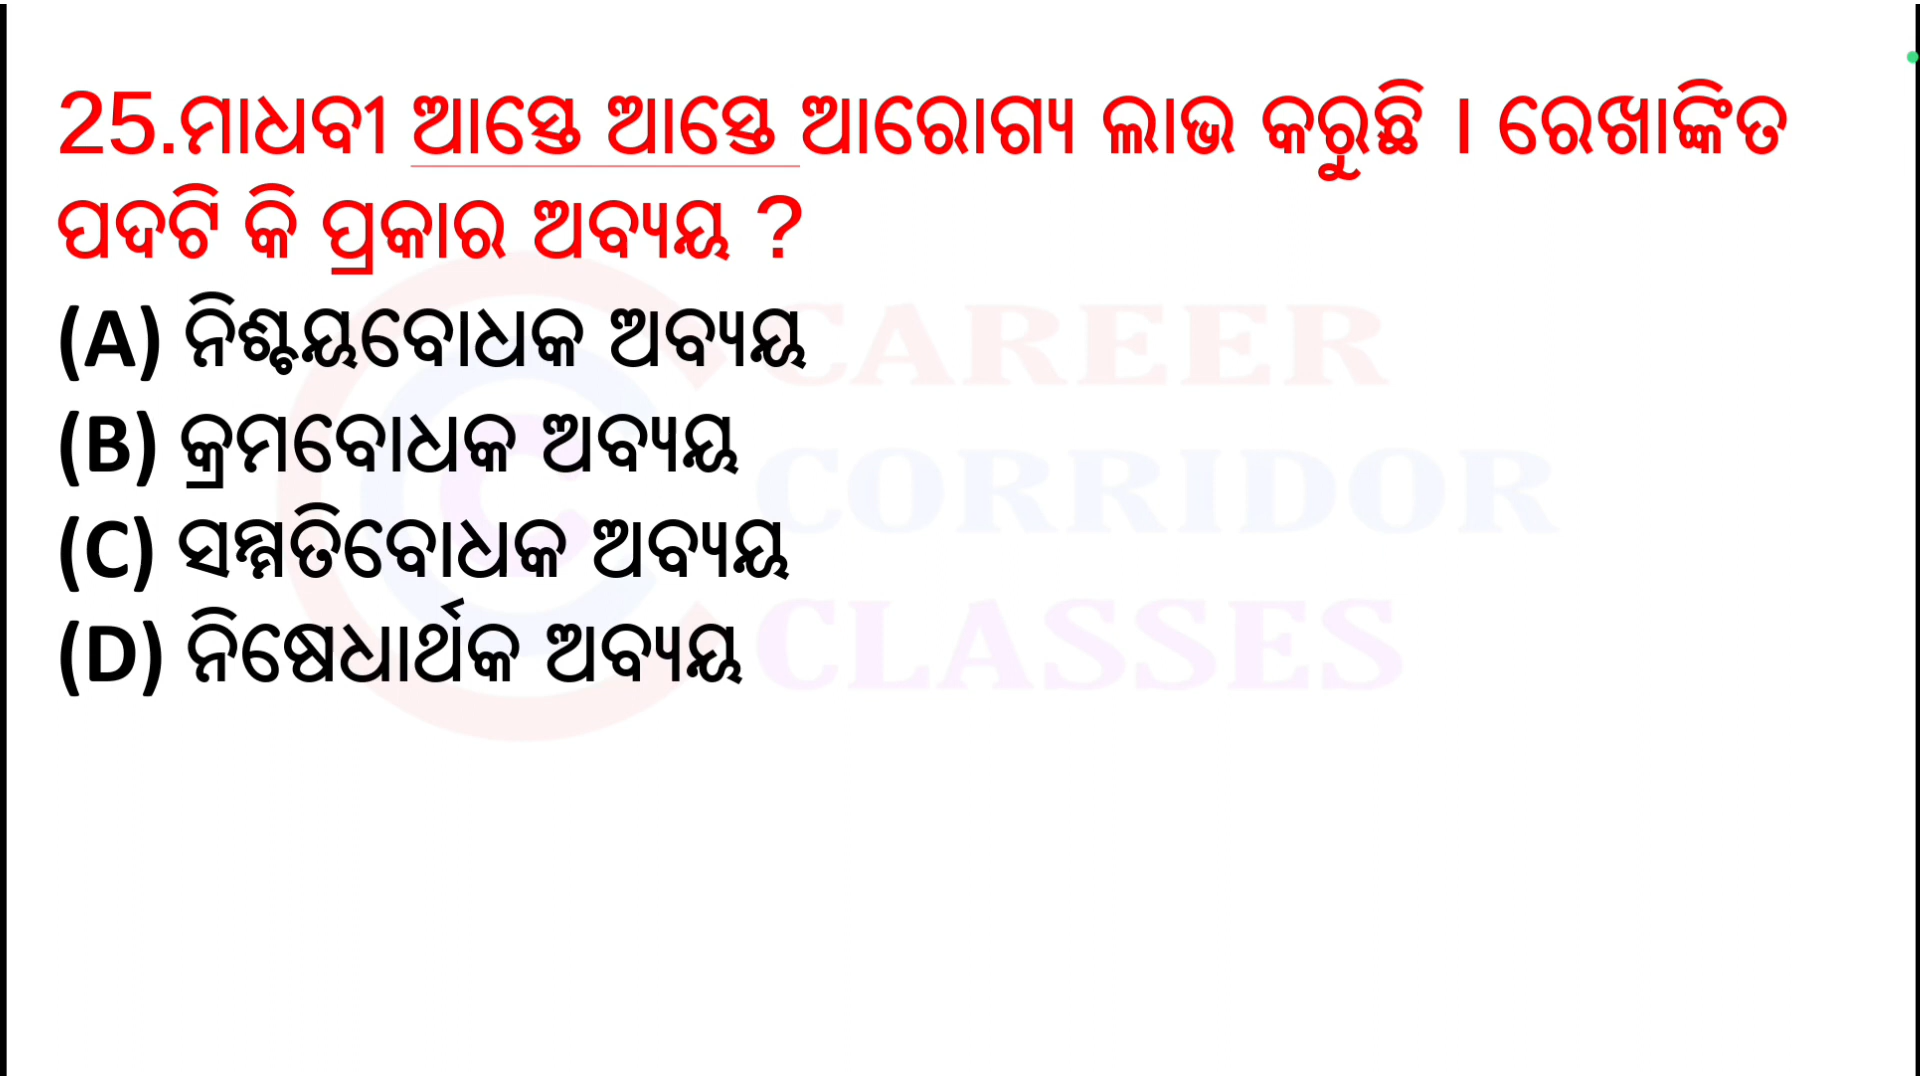 25.ମାଧବୀ ଆସ୍ତେ ଆସ୍ତେ ଆରୋଗ୍ୟ ଲାଭ କରୁଛି । ରେଖାଙ୍କିତ
ପଦଟି କି ପ୍ରକାର ଅବ୍ୟୟ ?
(A) ନିଶ୍ଚୟବୋଧକ ଅବ୍ୟୟ
(B) କ୍ରମବୋଧକ ଅବ୍ୟୟ
(C) ସମ୍ମତିବୋଧକ ଅବ୍ୟୟ
(D) ନିଷେଧାର୍ଥକ ଅବ୍ୟୟ
CAREER
CORRIDOR
CLASSES